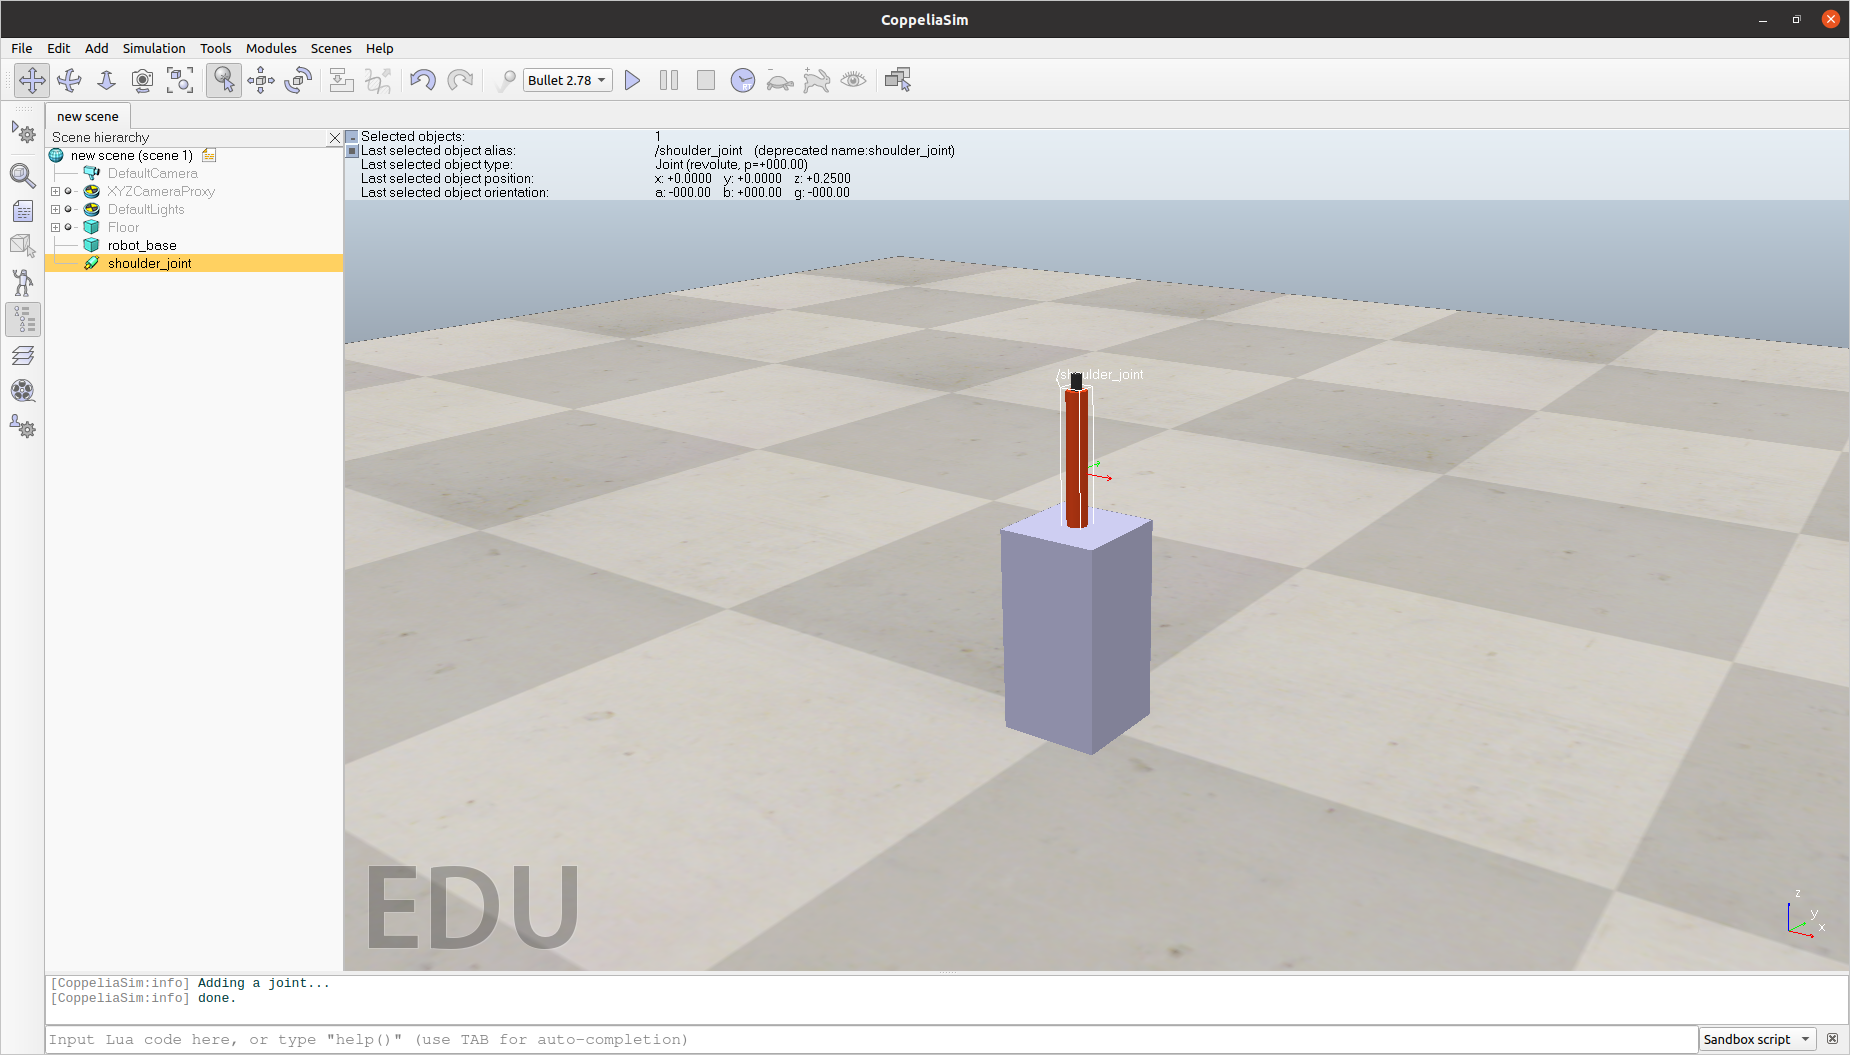 CoppeliaSim
File Edit Add Simulation Tools Modules Scenes Help
Bullet 2.78
new scene
Scene hierarchy
new scene (scene 1)
DefaultCamera
XYZCameraProxy
DefaultLights
Floor
robot_base
shoulder_joint
Selected objects: 1
Last selected object alias: /shoulder_joint (deprecated name:shoulder_joint)
Last selected object type: Joint (revolute, p=+000.00)
Last selected object position: x: +0.0000 y: +0.0000 z: +0.2500
Last selected object orientation: a: -000.00 b: +000.00 g: -000.00
/shoulder_joint
EDU
z
y
x
[CoppeliaSim:info] Adding a joint...
[CoppeliaSim:info] done.
Input Lua code here, or type "help()" (use TAB for auto-completion)
Sandbox script